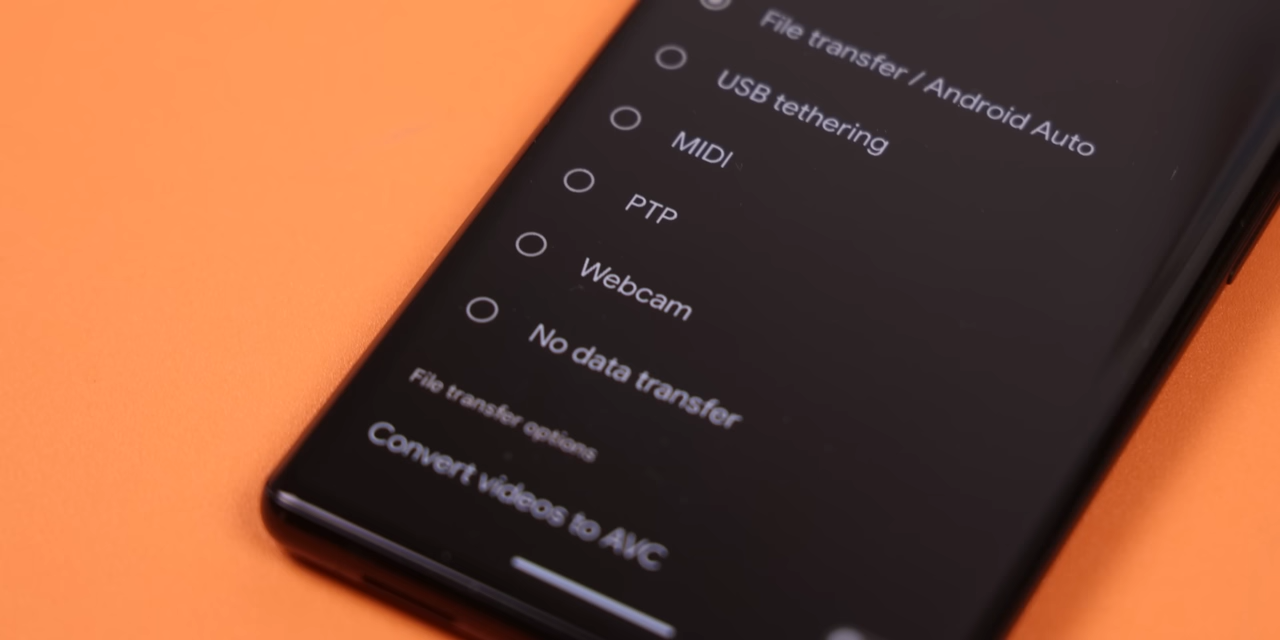 File transfer / Android Auto
USB tethering
MIDI
PTP
Webcam
No data transfer
File transfer options
Convert videos to AVC